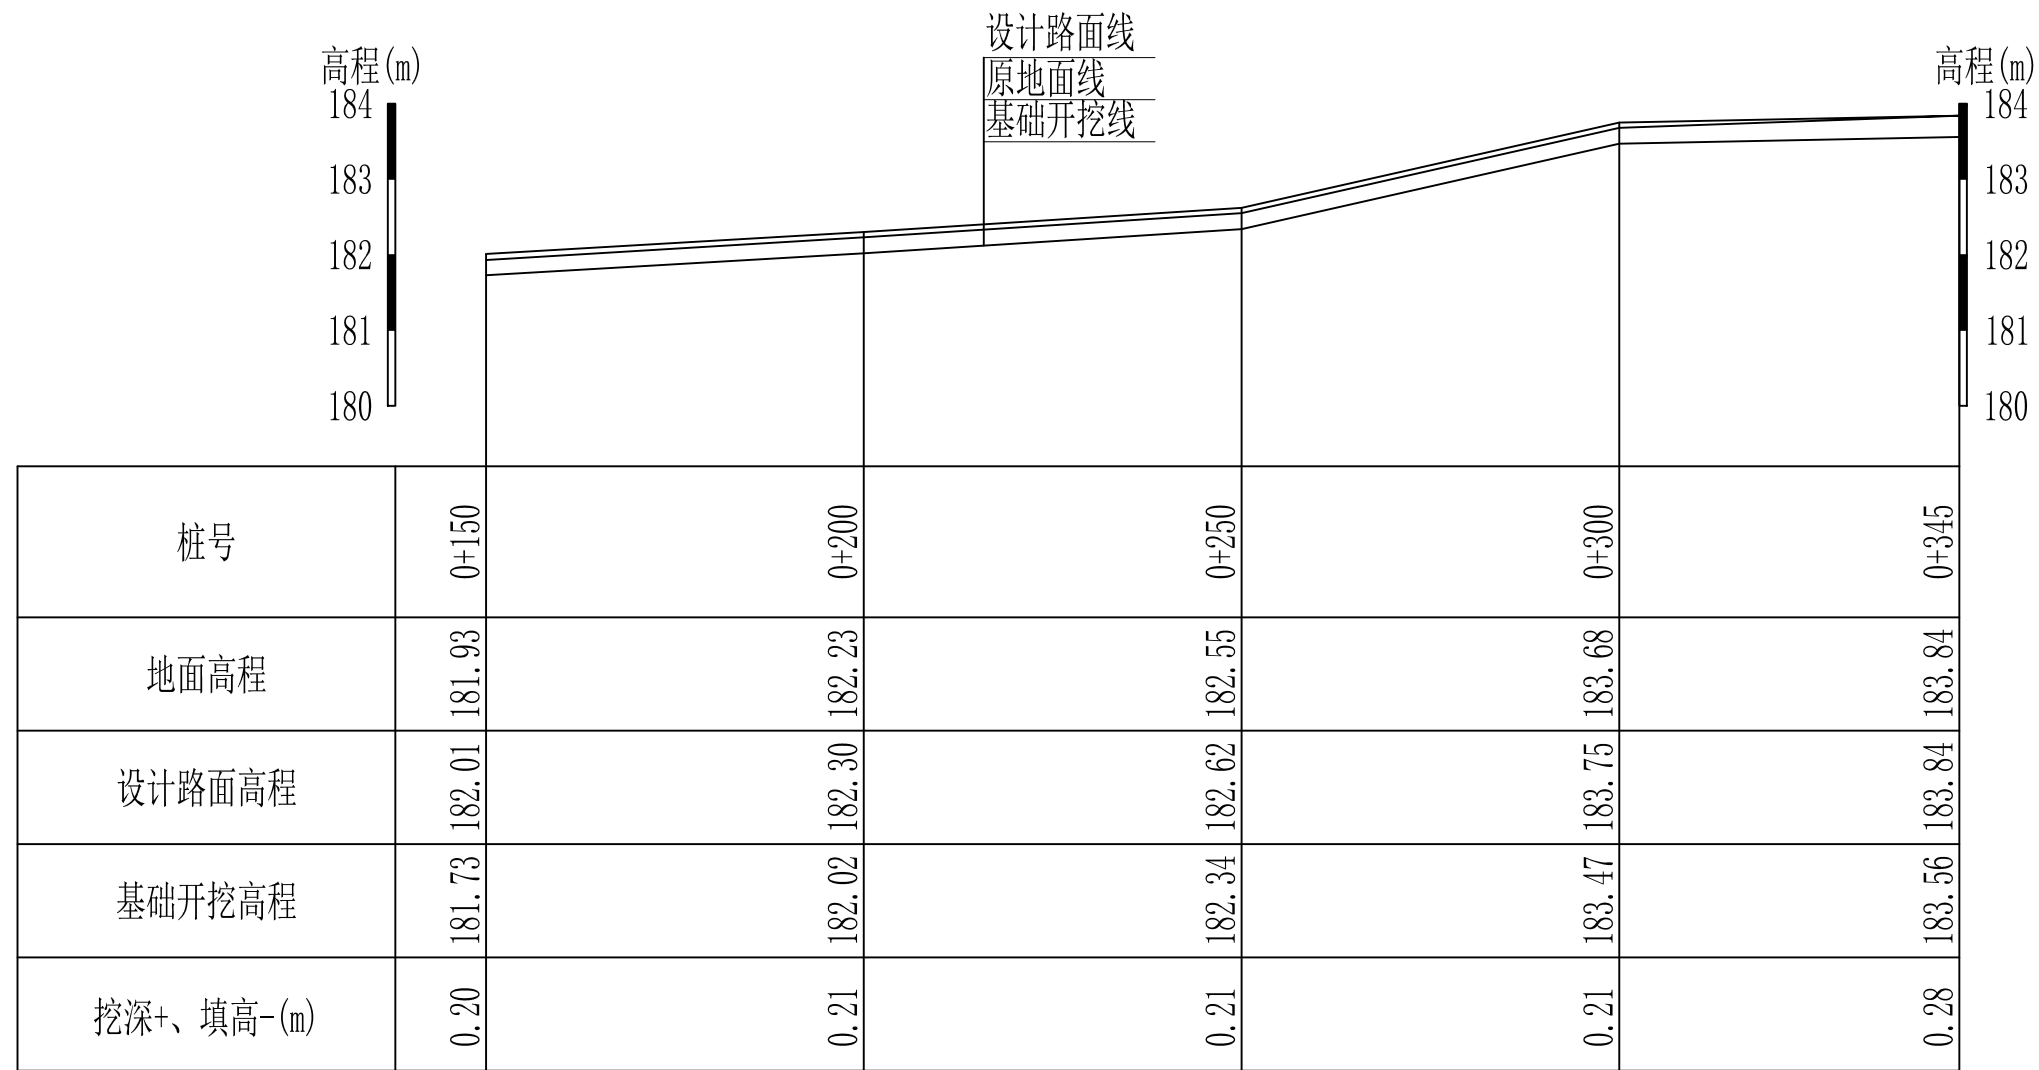 设计路面线
原地面线
基础开挖线
高程(m)
184
183
182
181
180
高程(m)
184
183
182
181
180
桩号 0+150 0+200 0+250 0+300 0+345
地面高程 181.93 182.23 182.55 183.68 183.84
设计路面高程 182.01 182.30 182.62 183.75 183.84
基础开挖高程 181.73 182.02 182.34 183.47 183.56
挖深+、填高-(m) 0.20 0.21 0.21 0.21 0.28